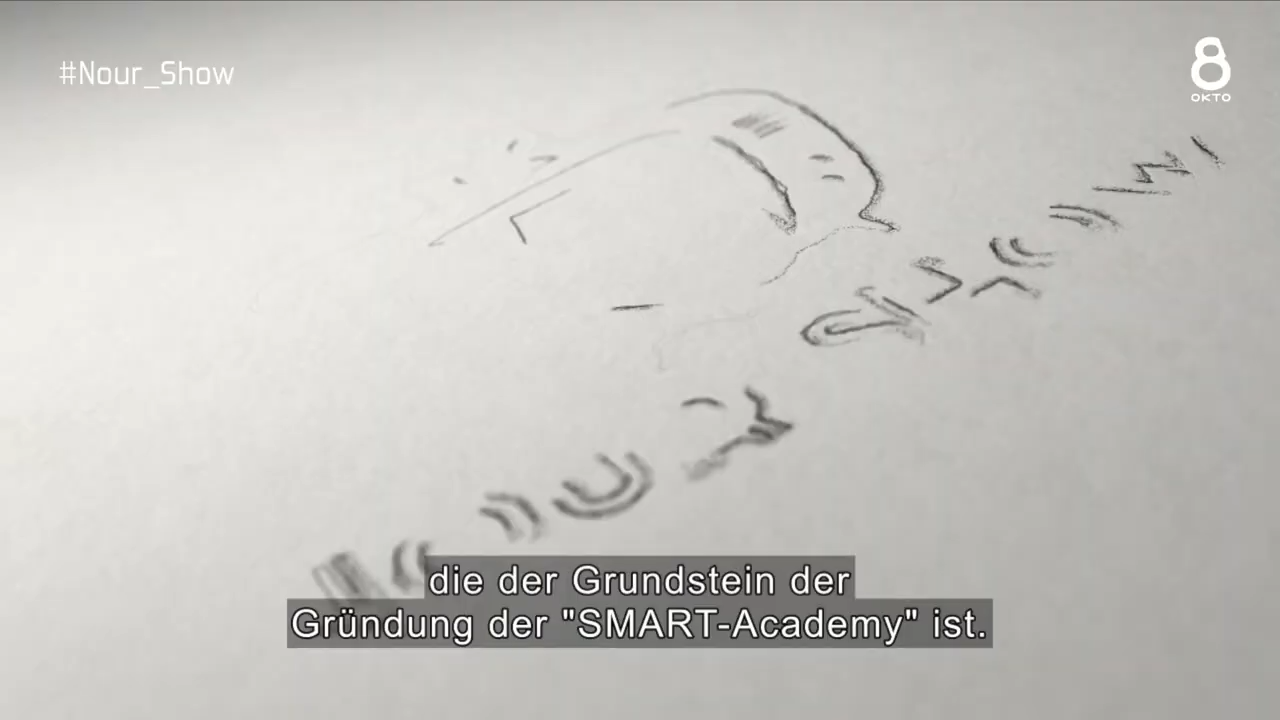 #Nour_Show
8
OKTO
die der Grundstein der
Gründung der "SMART-Academy" ist.